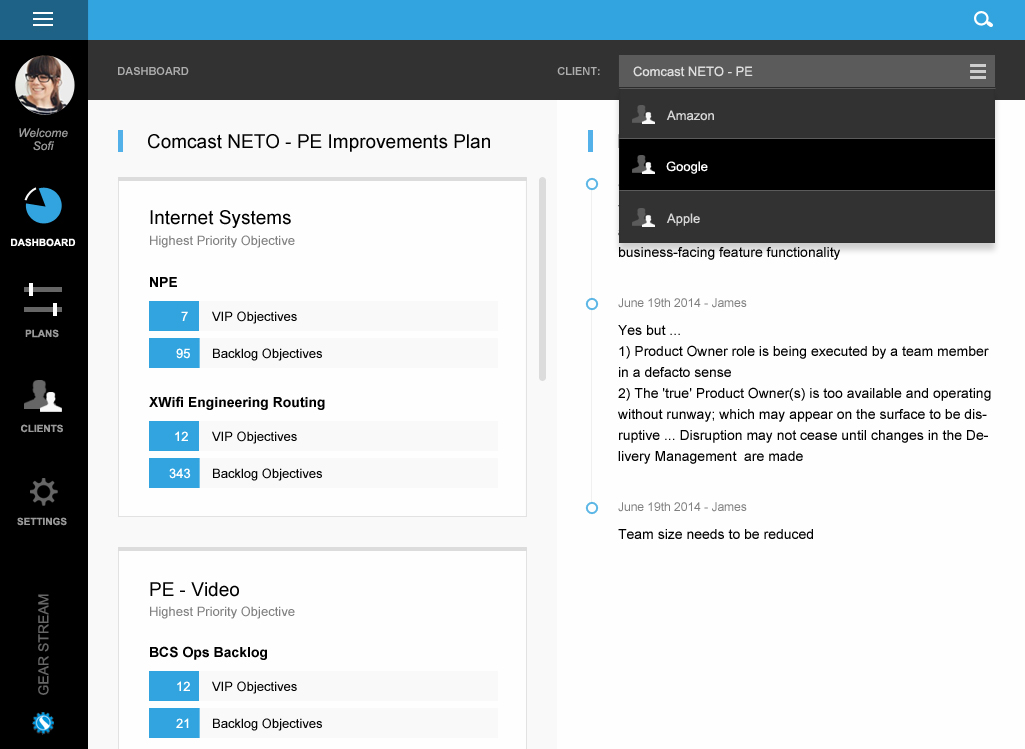 DASHBOARD
CLIENT:
Comcast NETO - PE
Amazon
Google
Apple
Welcome
Sofi
DASHBOARD
PLANS
CLIENTS
SETTINGS
GEAR STREAM
Comcast NETO - PE Improvements Plan
Internet Systems
Highest Priority Objective
NPE
7 VIP Objectives
95 Backlog Objectives
XWifi Engineering Routing
12 VIP Objectives
343 Backlog Objectives
PE - Video
Highest Priority Objective
BCS Ops Backlog
12 VIP Objectives
21 Backlog Objectives
business-facing feature functionality
June 19th 2014 - James
Yes but ...
1) Product Owner role is being executed by a team member
in a defacto sense
2) The 'true' Product Owner(s) is too available and operating
without runway; which may appear on the surface to be dis-
ruptive ... Disruption may not cease until changes in the De-
livery Management  are made
June 19th 2014 - James
Team size needs to be reduced